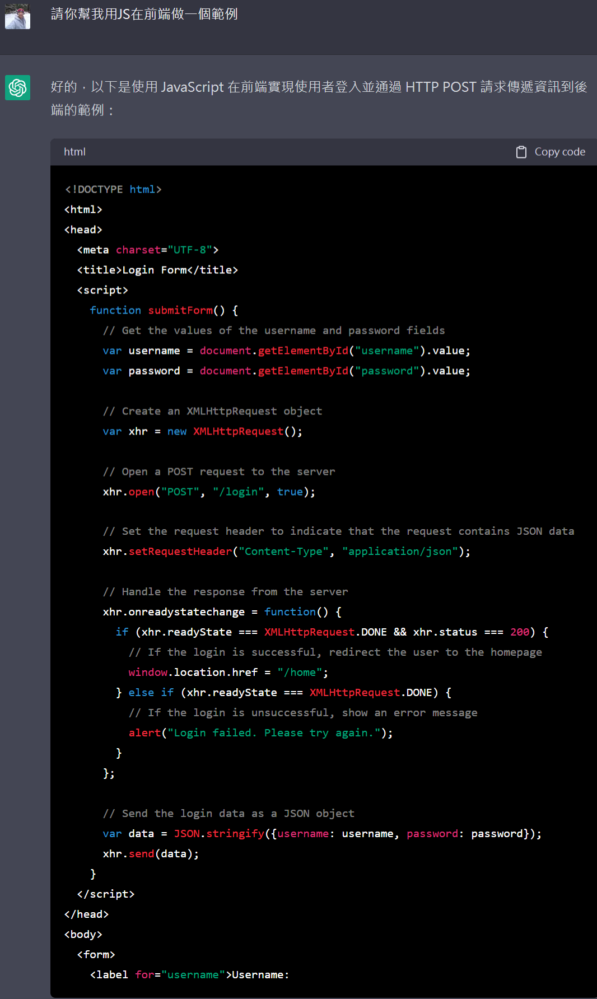 請你幫我用JS在前端做一個範例
好的，以下是使用 JavaScript 在前端實現使用者登入並通過 HTTP POST 請求傳遞資訊到後
端的範例：
html Copy code
<!DOCTYPE html>
<html>
<head>
  <meta charset="UTF-8">
  <title>Login Form</title>
  <script>
    function submitForm() {
      // Get the values of the username and password fields
      var username = document.getElementById("username").value;
      var password = document.getElementById("password").value;

      // Create an XMLHttpRequest object
      var xhr = new XMLHttpRequest();

      // Open a POST request to the server
      xhr.open("POST", "/login", true);

      // Set the request header to indicate that the request contains JSON data
      xhr.setRequestHeader("Content-Type", "application/json");

      // Handle the response from the server
      xhr.onreadystatechange = function() {
        if (xhr.readyState === XMLHttpRequest.DONE && xhr.status === 200) {
          // If the login is successful, redirect the user to the homepage
          window.location.href = "/home";
        } else if (xhr.readyState === XMLHttpRequest.DONE) {
          // If the login is unsuccessful, show an error message
          alert("Login failed. Please try again.");
        }
      };

      // Send the login data as a JSON object
      var data = JSON.stringify({username: username, password: password});
      xhr.send(data);
    }
  </script>
</head>
<body>
  <form>
    <label for="username">Username: